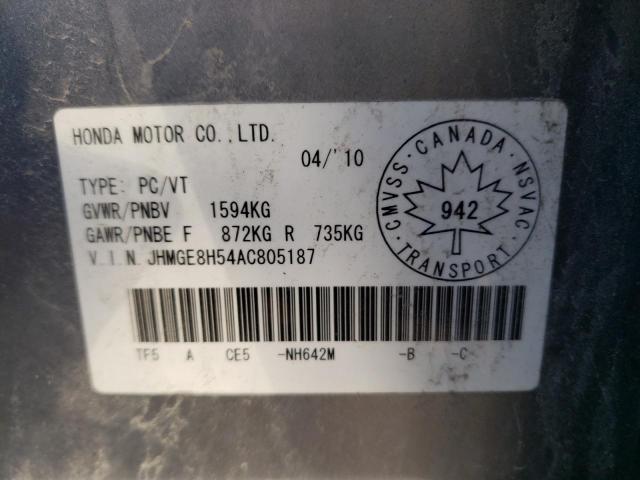 HONDA MOTOR CO.,LTD.
04/'10
TYPE: PC/VT
GVWR/PNBV 1594KG
GAWR/PNBE F 872KG R 735KG
V.I.N. JHMGE8H54AC805187
CMVSS · CANADA · NSVAC
942
TRANSPORT
TF5 A CE5 -NH642M -B -C